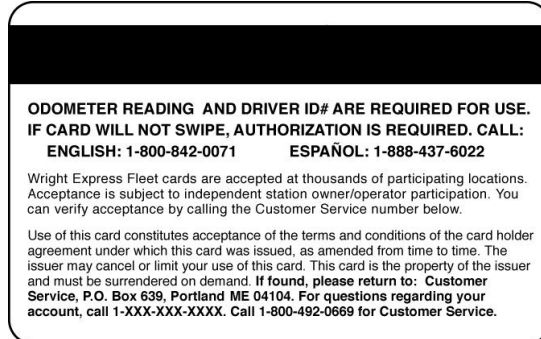 ODOMETER READING AND DRIVER ID# ARE REQUIRED FOR USE.
IF CARD WILL NOT SWIPE, AUTHORIZATION IS REQUIRED. CALL:
ENGLISH: 1-800-842-0071 ESPAÑOL: 1-888-437-6022
Wright Express Fleet cards are accepted at thousands of participating locations.
Acceptance is subject to independent station owner/operator participation. You
can verify acceptance by calling the Customer Service number below.
Use of this card constitutes acceptance of the terms and conditions of the card holder
agreement under which this card was issued, as amended from time to time. The
issuer may cancel or limit your use of this card. This card is the property of the issuer
and must be surrendered on demand. If found, please return to: Customer
Service, P.O. Box 639, Portland ME 04104. For questions regarding your
account, call 1-XXX-XXX-XXXX. Call 1-800-492-0669 for Customer Service.